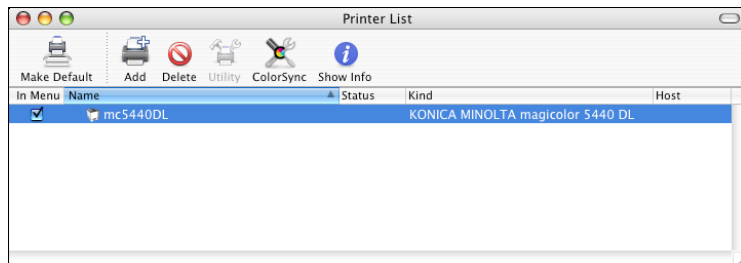 Printer List
Make Default Add Delete Utility ColorSync Show Info
In Menu Name Status Kind Host
mc5440DL KONICA MINOLTA magicolor 5440 DL